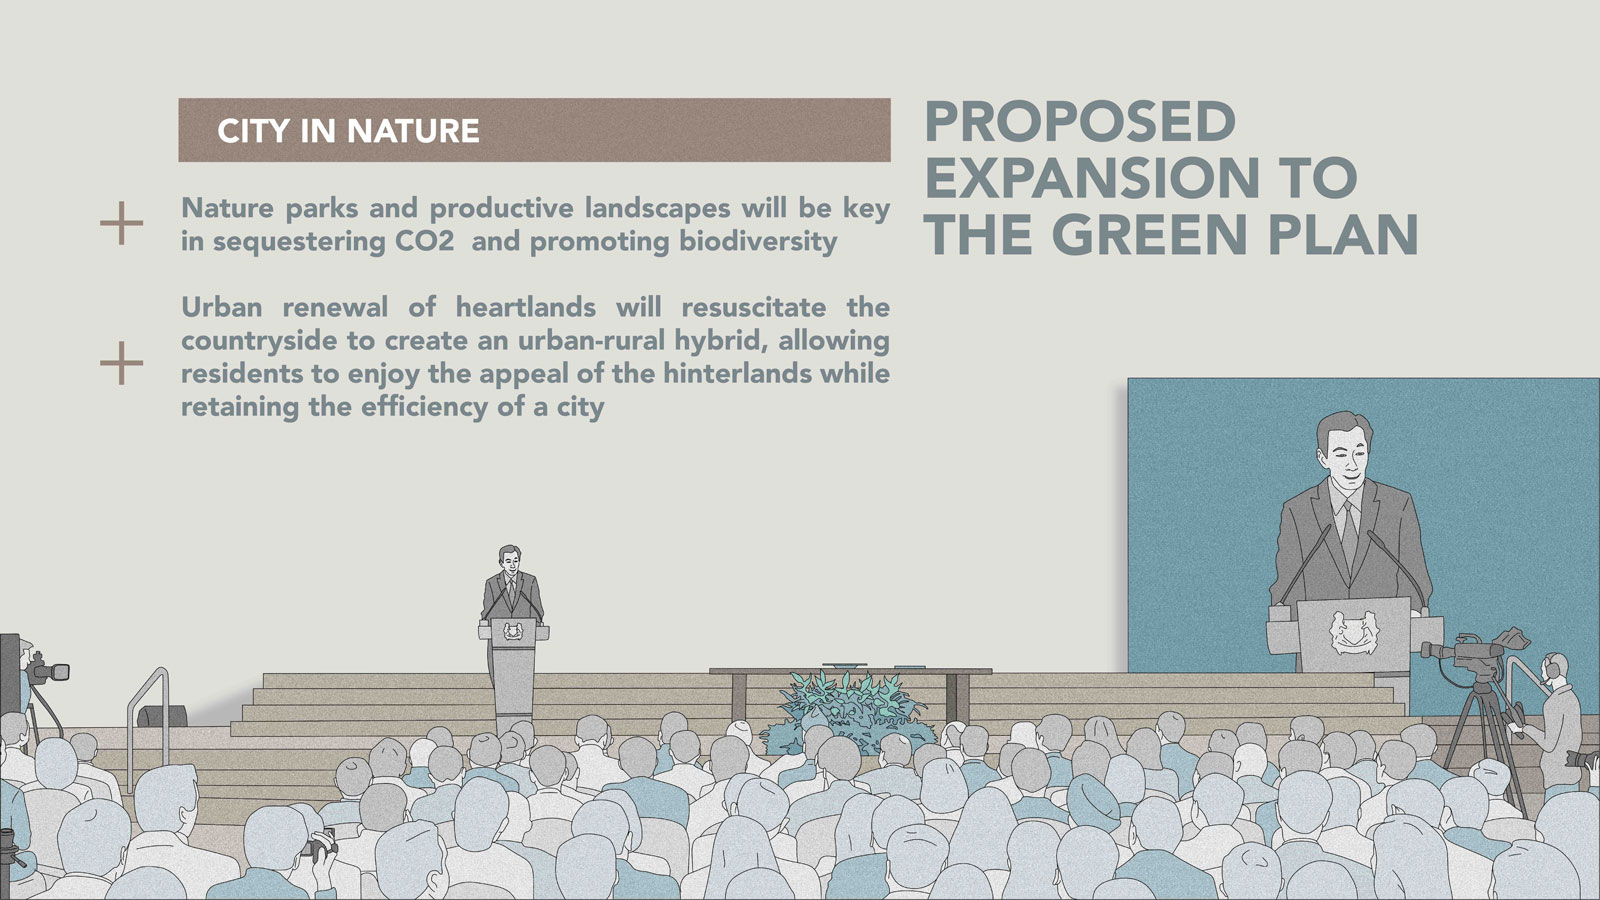 CITY IN NATURE
Nature parks and productive landscapes will be key
in sequestering CO2  and promoting biodiversity
Urban renewal of heartlands will resuscitate the
countryside to create an urban-rural hybrid, allowing
residents to enjoy the appeal of the hinterlands while
retaining the efficiency of a city
PROPOSED
EXPANSION TO
THE GREEN PLAN